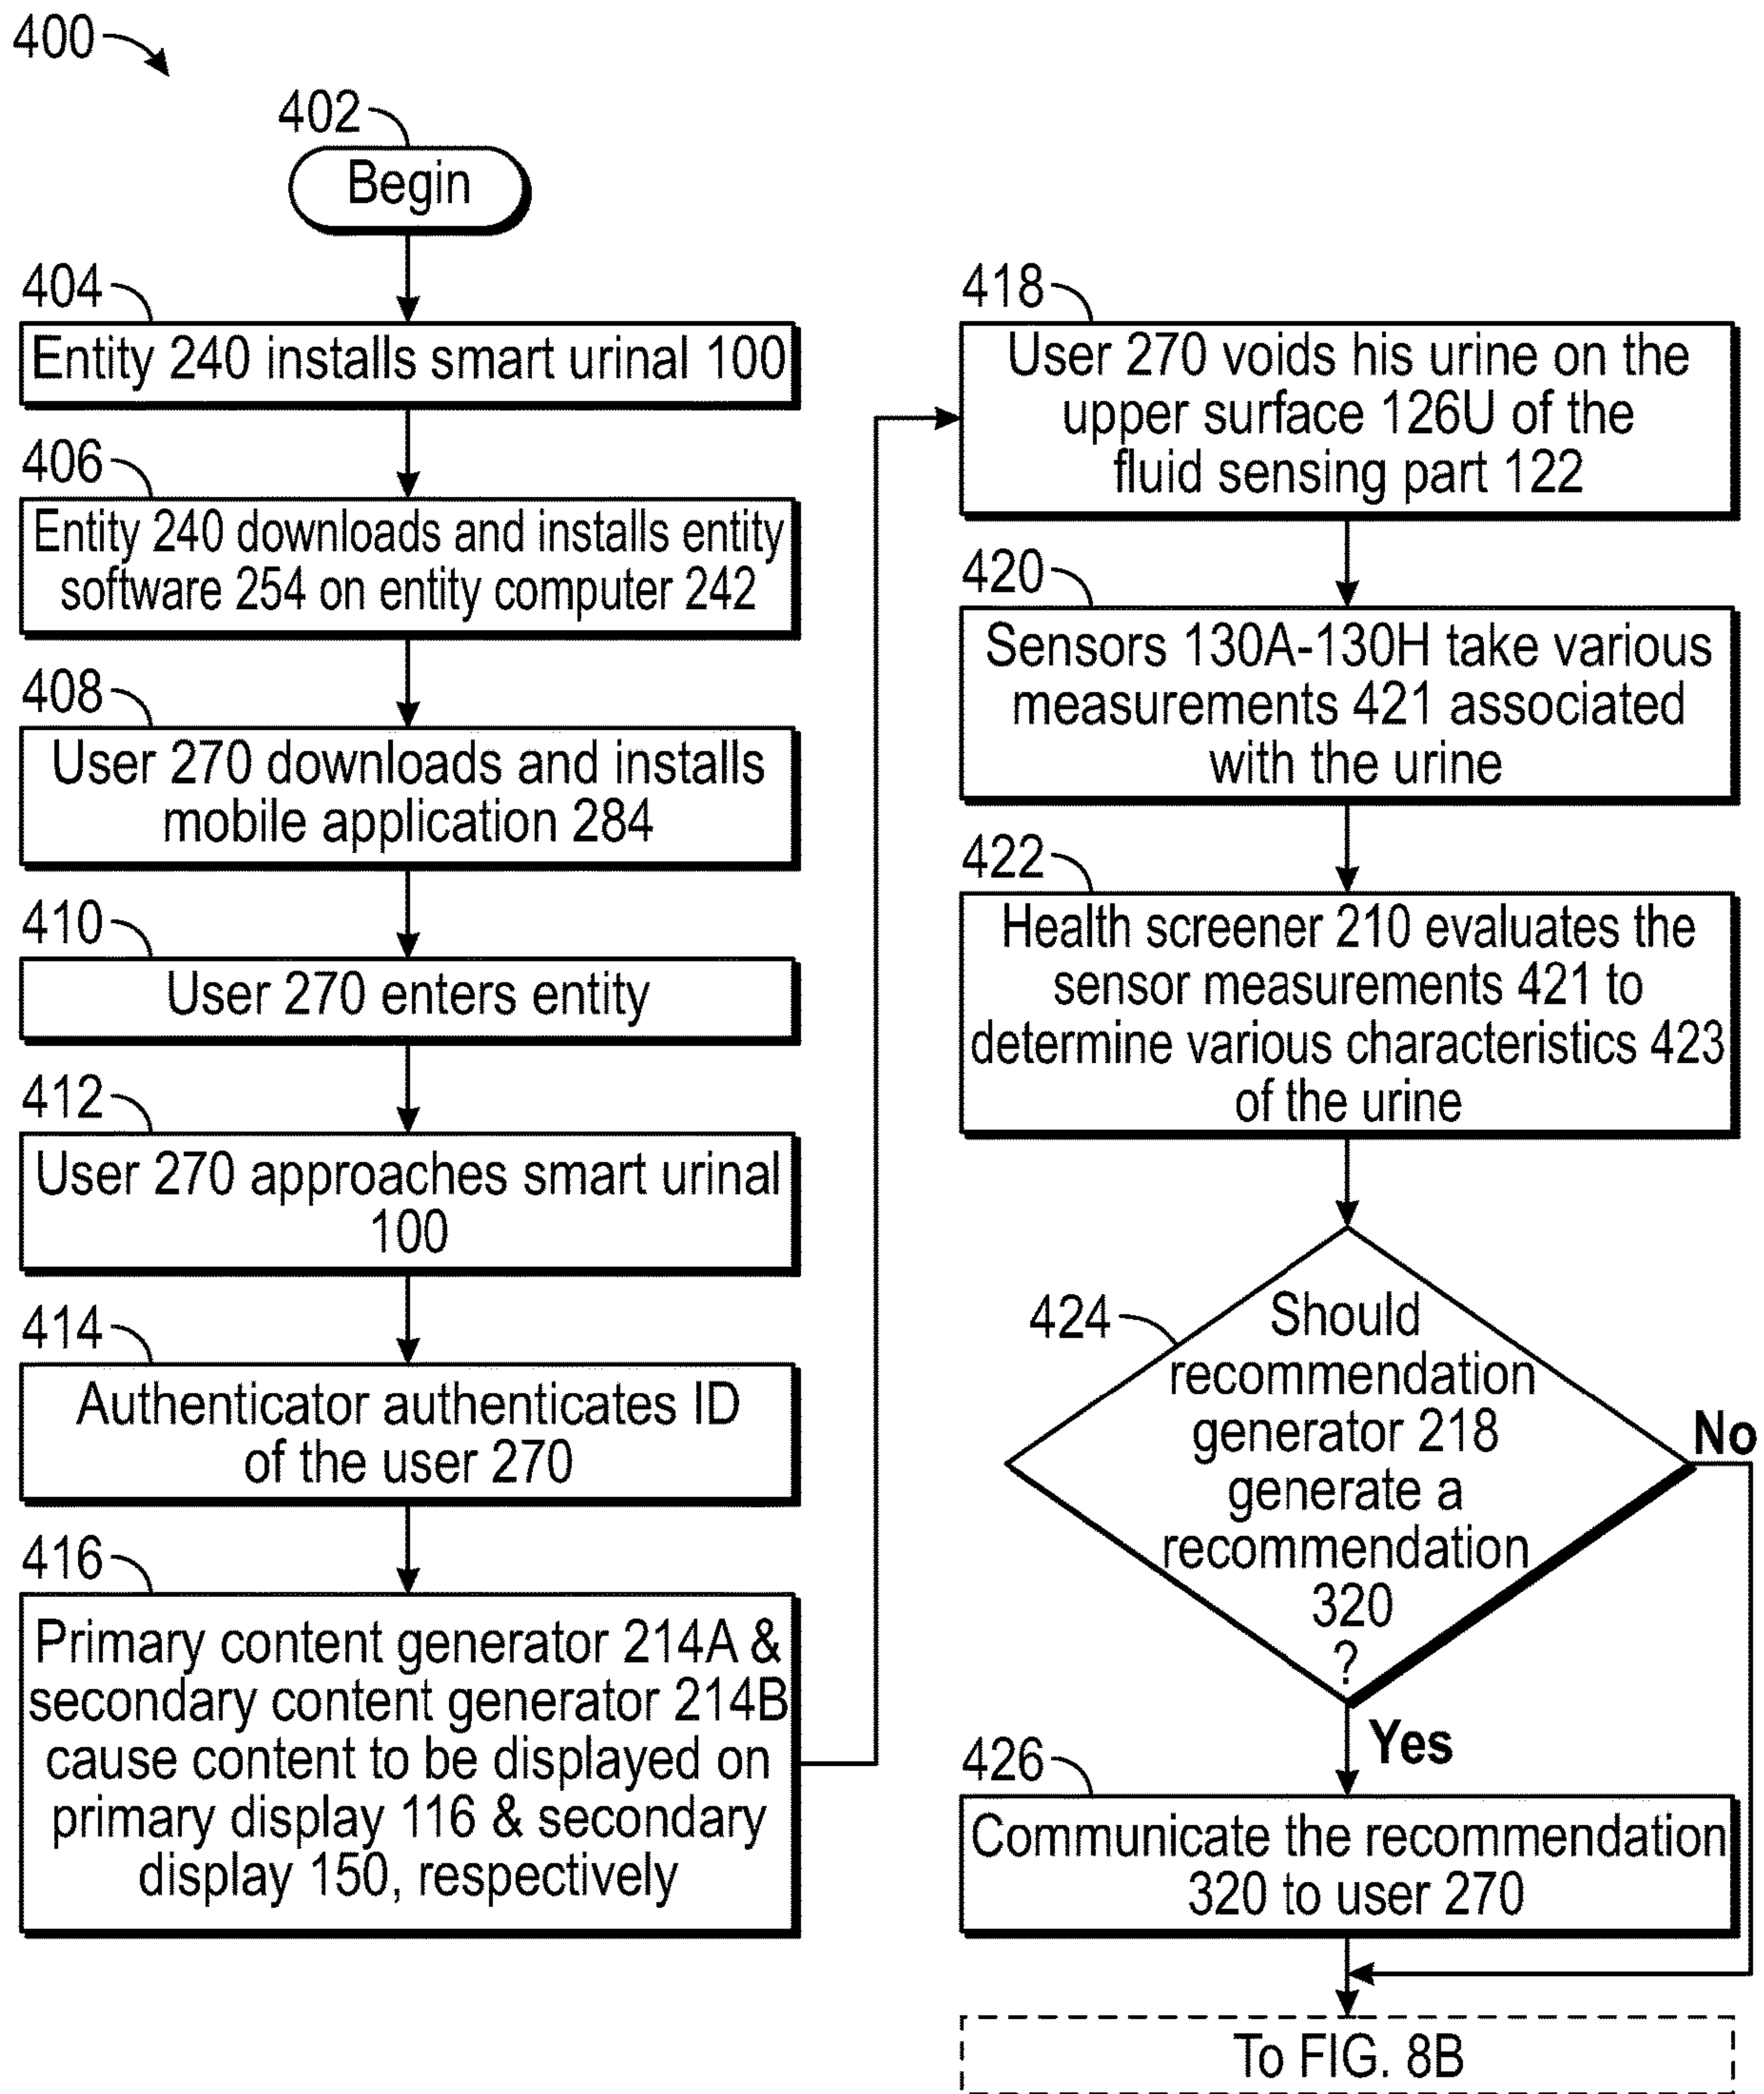 400
402
Begin
404
Entity 240 installs smart urinal 100
406
Entity 240 downloads and installs entity
software 254 on entity computer 242
408
User 270 downloads and installs
mobile application 284
410
User 270 enters entity
412
User 270 approaches smart urinal
100
414
Authenticator authenticates ID
of the user 270
416
Primary content generator 214A &
secondary content generator 214B
cause content to be displayed on
primary display 116 & secondary
display 150, respectively
418
User 270 voids his urine on the
upper surface 126U of the
fluid sensing part 122
420
Sensors 130A-130H take various
measurements 421 associated
with the urine
422
Health screener 210 evaluates the
sensor measurements 421 to
determine various characteristics 423
of the urine
424
Should
recommendation
generator 218
generate a
recommendation
320
?
No
Yes
426
Communicate the recommendation
320 to user 270
To FIG. 8B